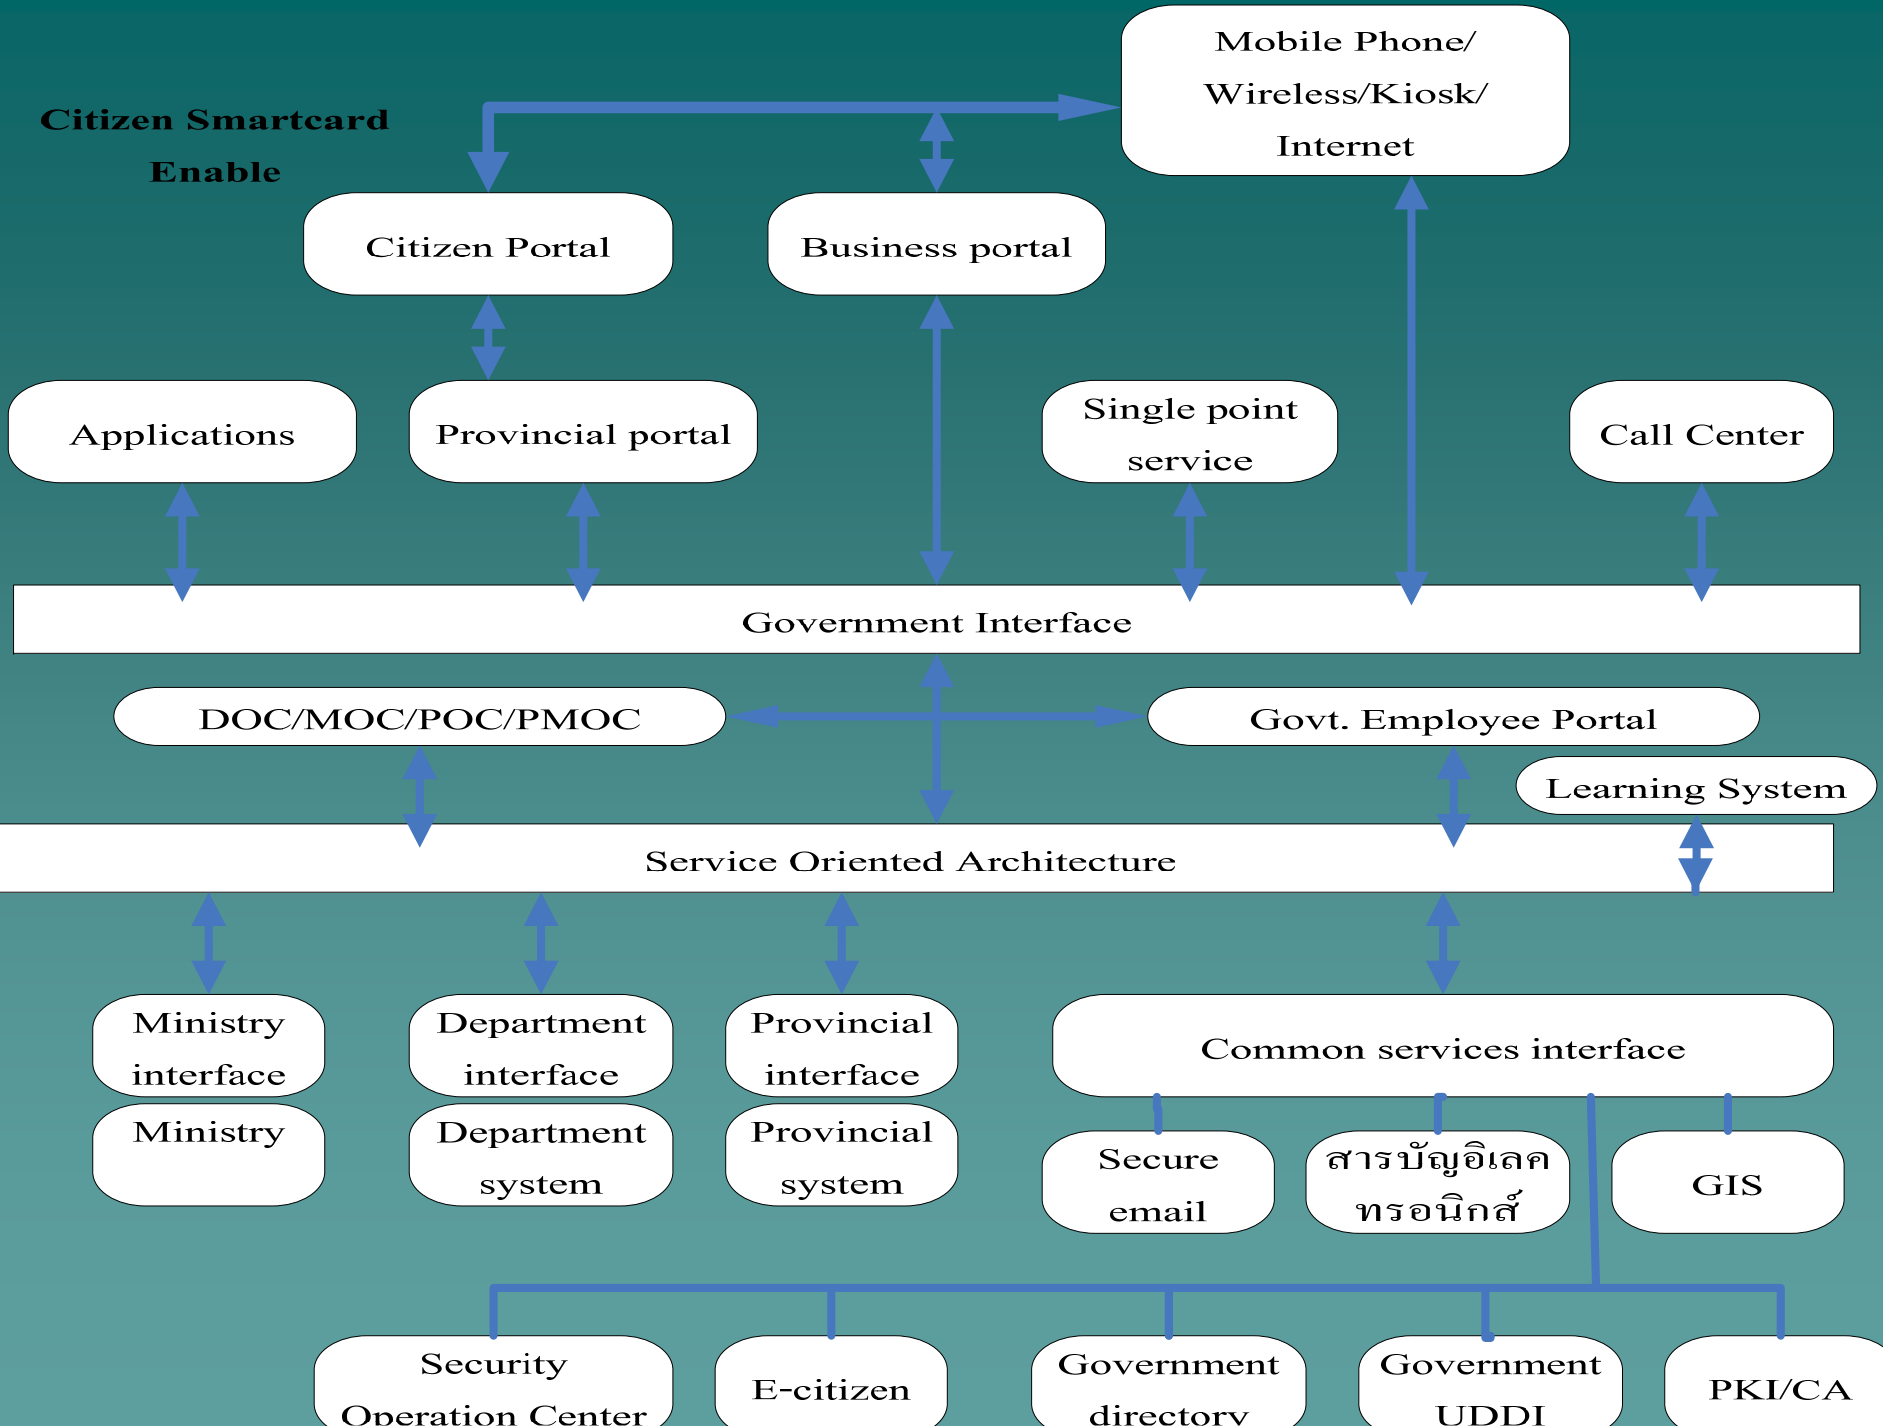 Mobile Phone/
Wireless/Kiosk/
Internet
Citizen Smartcard
Enable
Citizen Portal
Business portal
Applications
Provincial portal
Single point
service
Call Center
Government Interface
DOC/MOC/POC/PMOC
Govt. Employee Portal
Learning System
Service Oriented Architecture
Ministry
interface
Department
interface
Provincial
interface
Common services interface
Ministry
Department
system
Provincial
system
Secure
email
สารบัญอิเลค
ทรอนิกส์
GIS
Security
Operation Center
E-citizen
Government
directory
Government
UDDI
PKI/CA